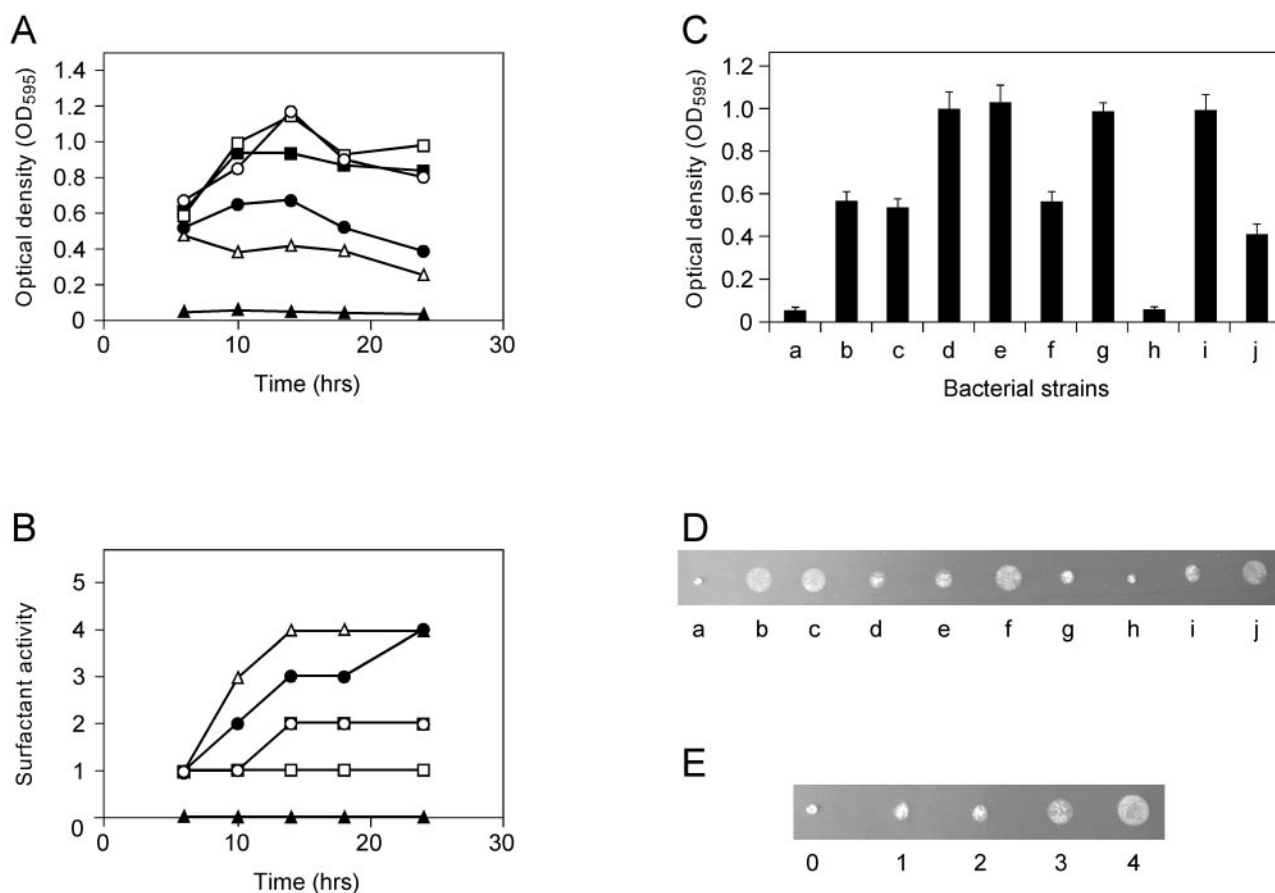 A
Optical density (OD595)
1.4
1.2
1.0
0.8
0.6
0.4
0.2
0
0 10 20 30
Time (hrs)
C
Optical density (OD595)
1.2
1.0
0.8
0.6
0.4
0.2
0
a b c d e f g h i j
Bacterial strains
B
Surfactant activity
5
4
3
2
1
0
0 10 20 30
Time (hrs)
D
a b c d e f g h i j
E
0 1 2 3 4